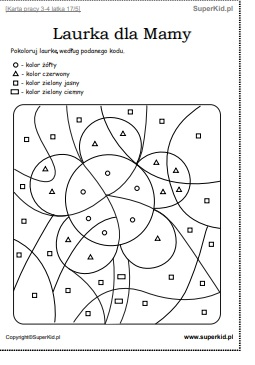 [Karta pracy 3-4 latka 17/5] SuperKid.pl
Laurka dla Mamy
Pokoloruj laurkę według podanego kodu.
- kolor żółty
- kolor czerwony
- kolor zielony jasny
- kolor zielony ciemny
Copyright©SuperKid.pl www.superkid.pl